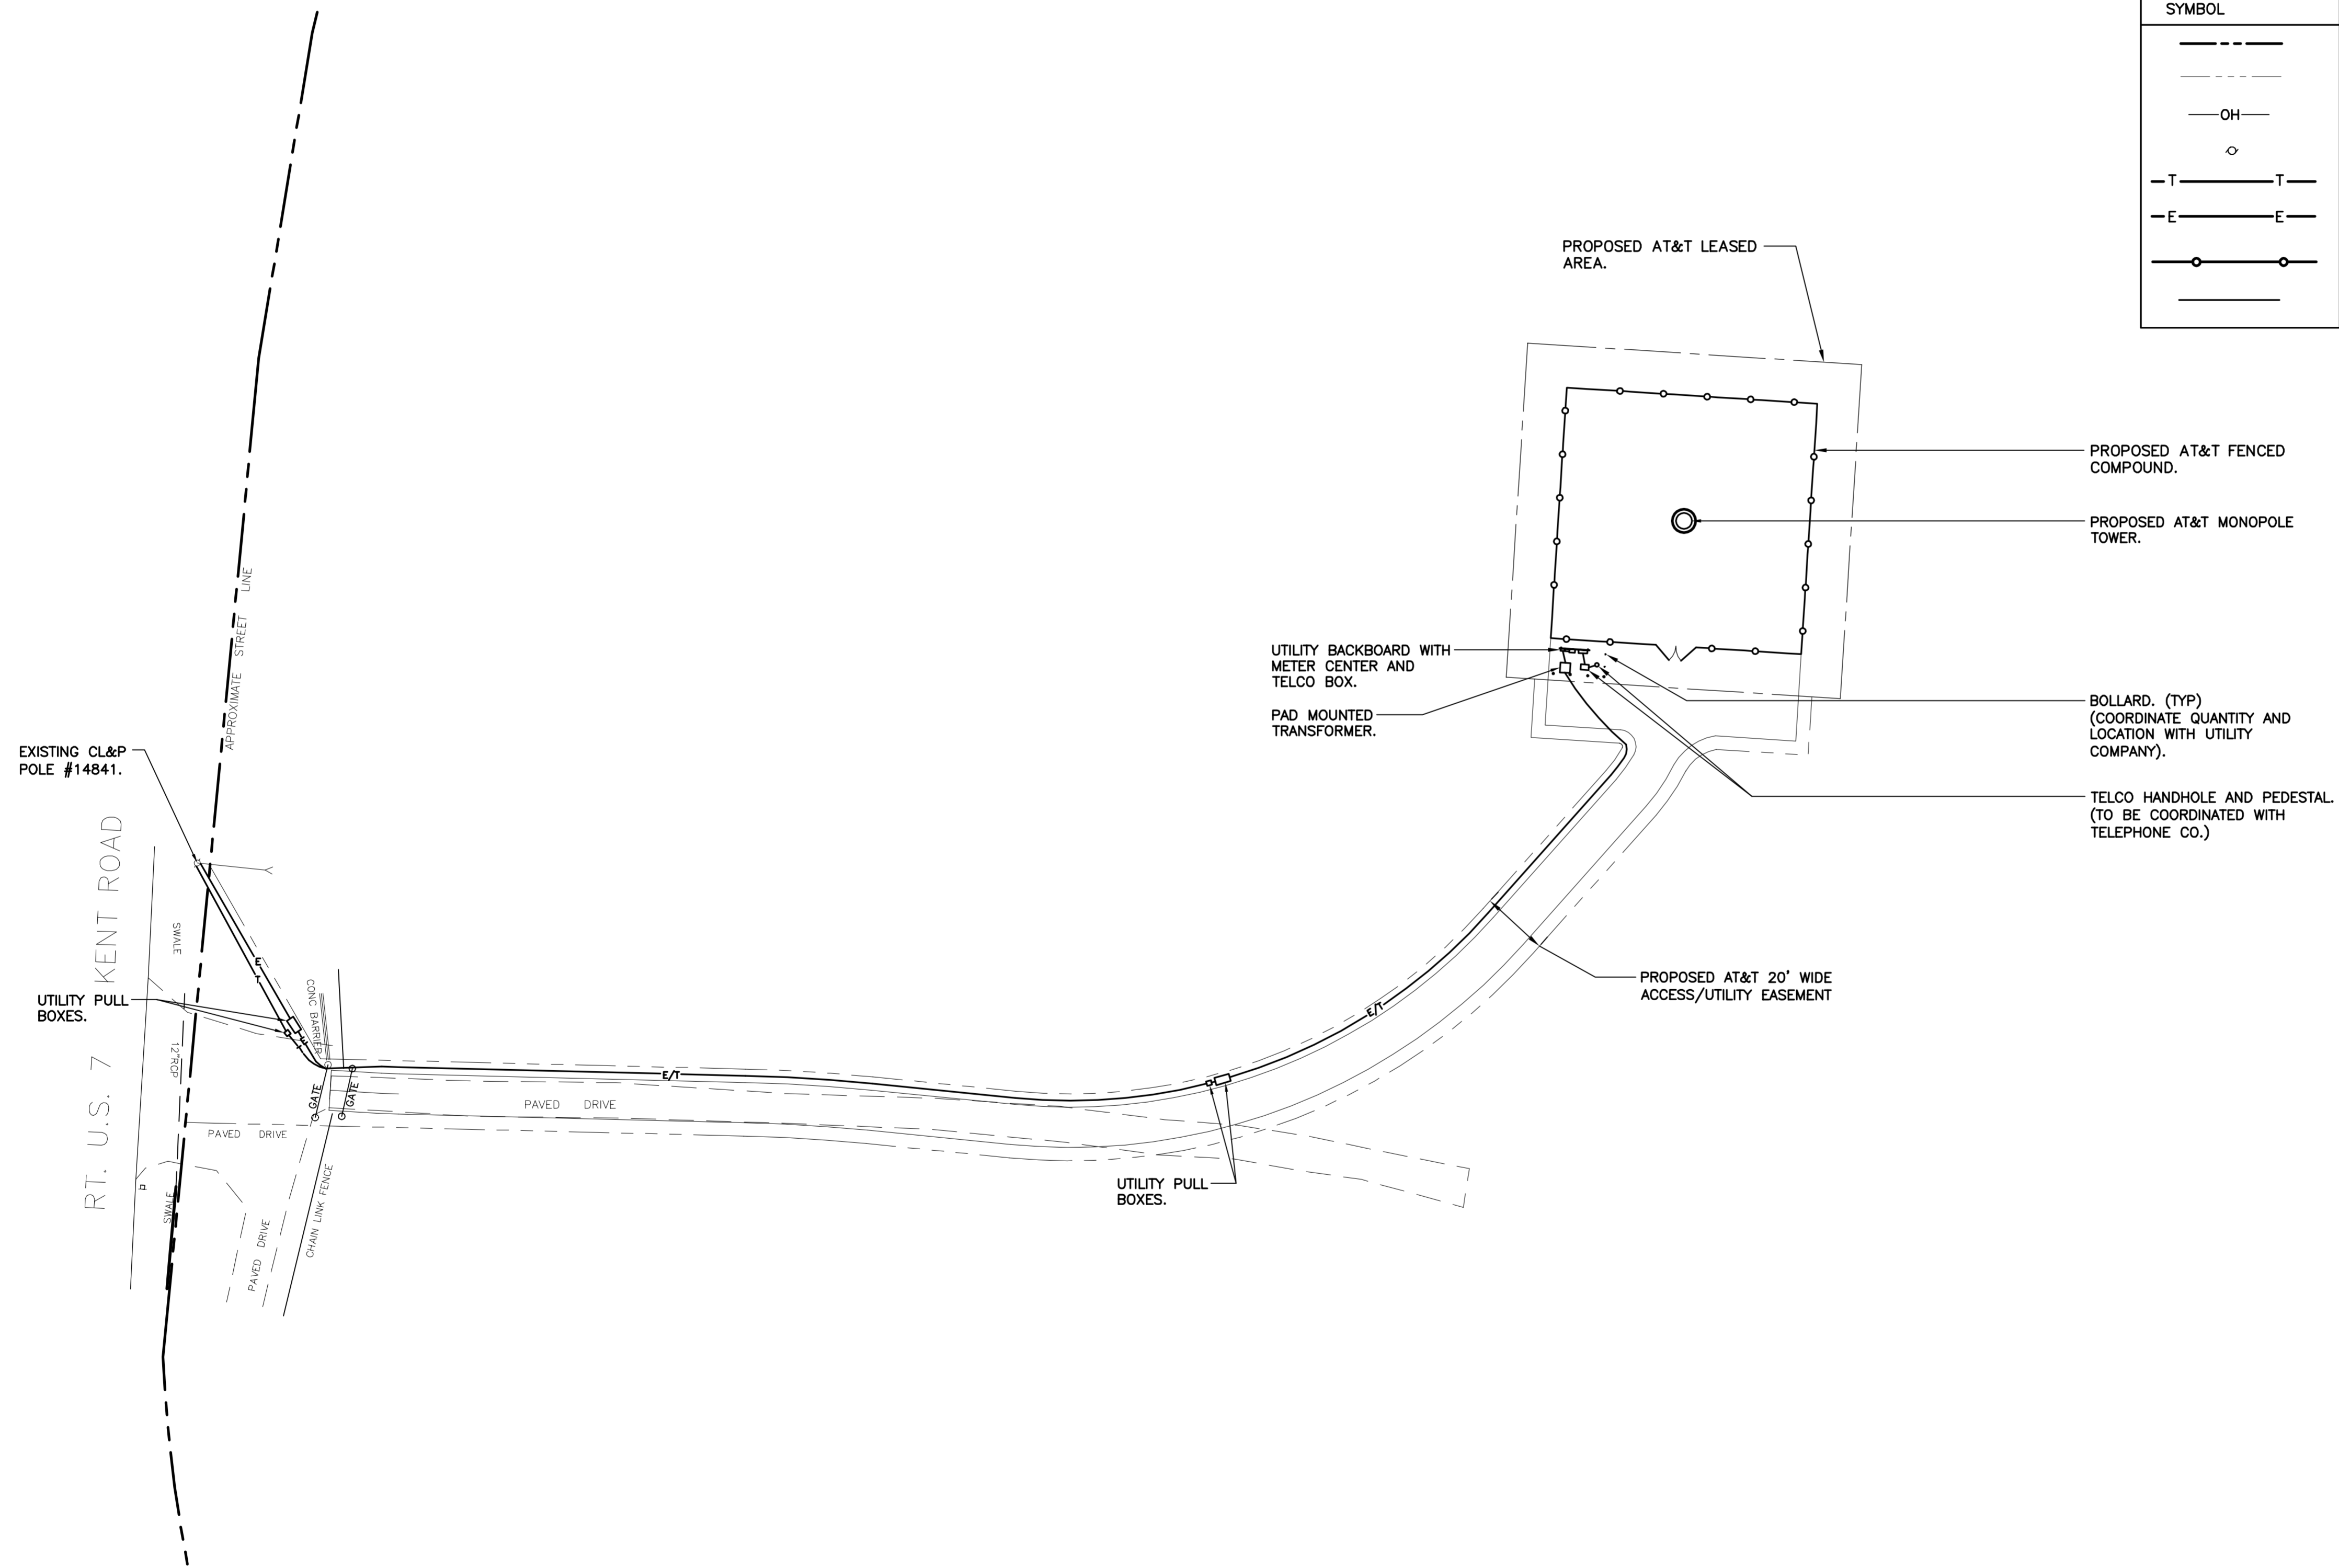 SYMBOL
OH
T T
E E
PROPOSED AT&T LEASED
AREA.
PROPOSED AT&T FENCED
COMPOUND.
PROPOSED AT&T MONOPOLE
TOWER.
UTILITY BACKBOARD WITH
METER CENTER AND
TELCO BOX.
PAD MOUNTED
TRANSFORMER.
BOLLARD. (TYP)
(COORDINATE QUANTITY AND
LOCATION WITH UTILITY
COMPANY).
TELCO HANDHOLE AND PEDESTAL.
(TO BE COORDINATED WITH
TELEPHONE CO.)
APPROXIMATE STREET LINE
EXISTING CL&P
POLE #14841.
RT. U.S. 7 KENT ROAD
SWALE
E
T
CONC BARRIER
UTILITY PULL
BOXES.
12"RCP
E
T
GATE
GATE
E/T
PAVED DRIVE
PAVED DRIVE
E/T
PROPOSED AT&T 20' WIDE
ACCESS/UTILITY EASEMENT
UTILITY PULL
BOXES.
SWALE
PAVED DRIVE
CHAIN LINK FENCE